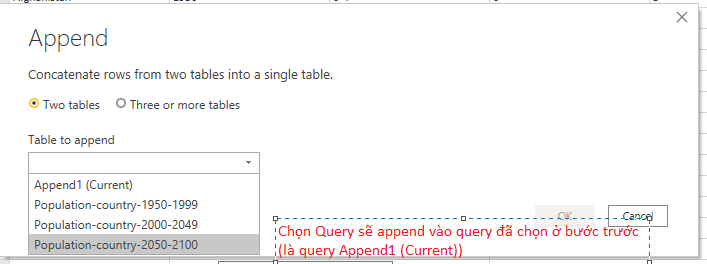 Append
Concatenate rows from two tables into a single table.
Two tables Three or more tables
Table to append
Append1 (Current)
Population-country-1950-1999
Population-country-2000-2049
Population-country-2050-2100
OK Cancel
Chọn Query sẽ append vào query đã chọn ở bước trước
(là query Append1 (Current))